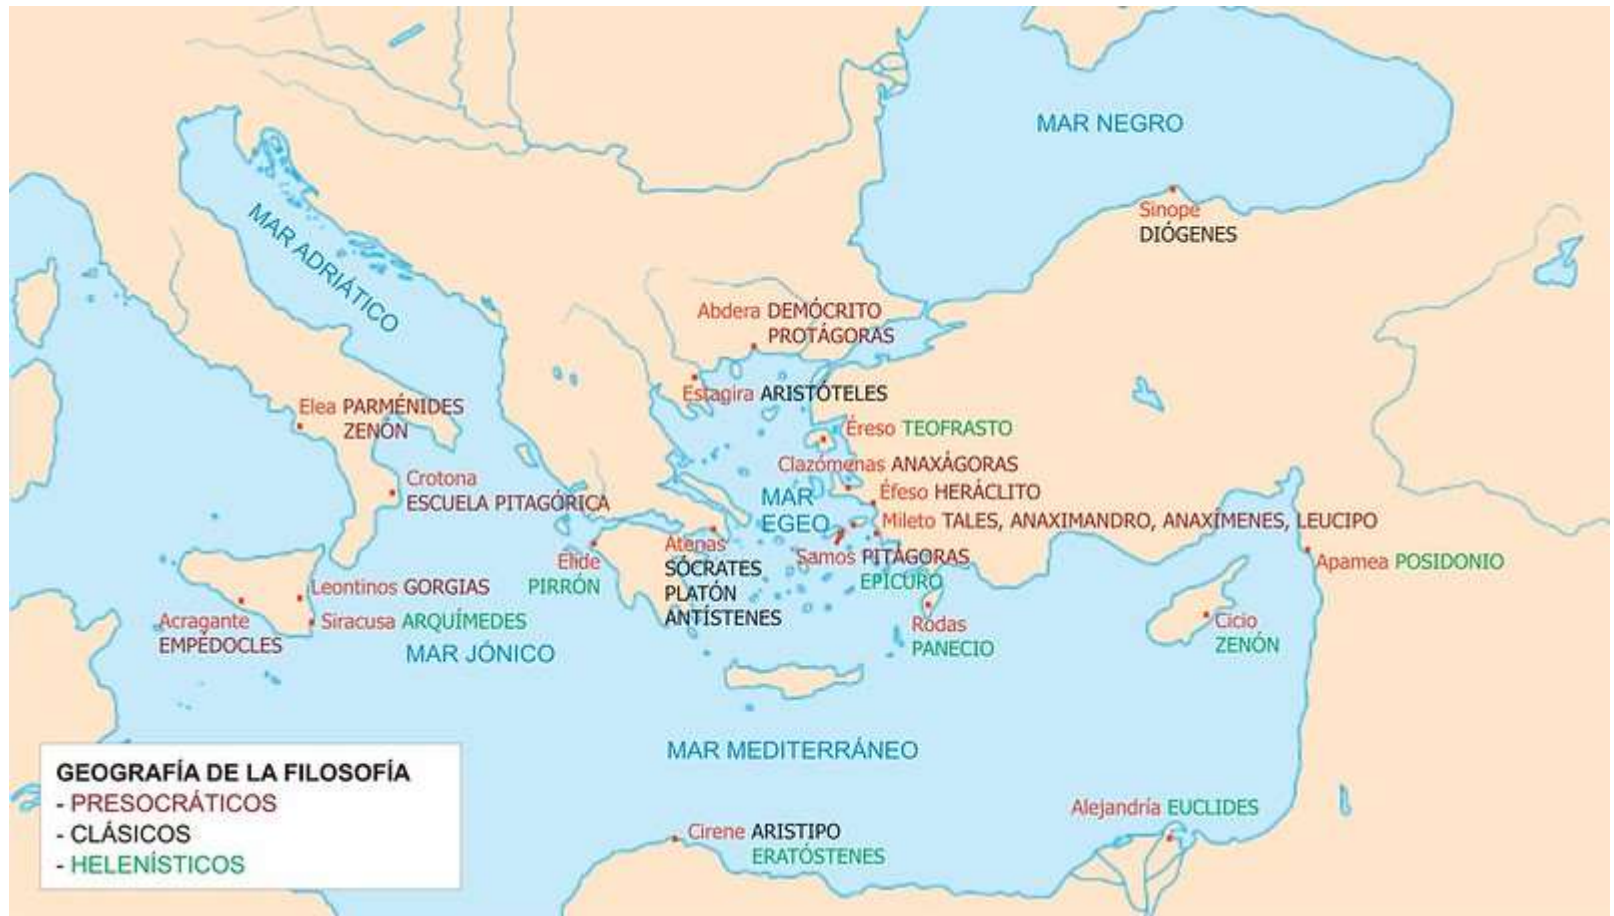 MAR NEGRO
Sinope
DIÓGENES
MAR ADRIÁTICO
Abdera DEMÓCRITO
PROTÁGORAS
Estagira ARISTÓTELES
Elea PARMÉNIDES
ZENÓN
Éreso TEOFRASTO
Clazómenas ANAXÁGORAS
Crotona
ESCUELA PITAGÓRICA
MAR
EGEO
Éfeso HERÁCLITO
Mileto TALES, ANAXIMANDRO, ANAXÍMENES, LEUCIPO
Atenas
SÓCRATES
PLATÓN
ANTÍSTENES
Samos PITÁGORAS
EPICURO
Élide
PIRRÓN
Apamea POSIDONIO
Leontinos GORGIAS
Acragante
EMPÉDOCLES
Siracusa ARQUÍMEDES
MAR JÓNICO
Rodas
PANECIO
Cicio
ZENÓN
MAR MEDITERRÁNEO
GEOGRAFÍA DE LA FILOSOFÍA
- PRESOCRÁTICOS
- CLÁSICOS
- HELENÍSTICOS
Cirene ARISTIPO
ERATÓSTENES
Alejandría EUCLIDES